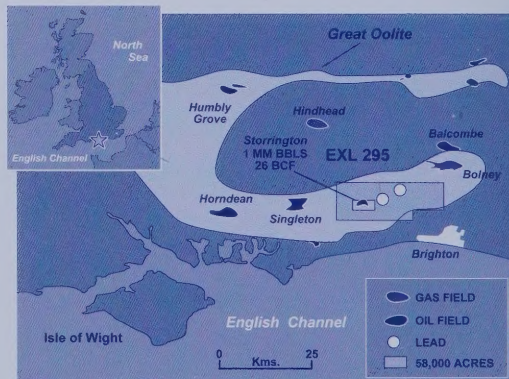 North
Sea
English Channel
Great Oolite
Humbly
Grove
Hindhead
Storrington
1 MM BBLS
26 BCF
EXL 295
Balcombe
Bolney
Horndean
Singleton
Brighton
Isle of Wight
English Channel
0 25
Kms.
GAS FIELD
OIL FIELD
LEAD
58,000 ACRES